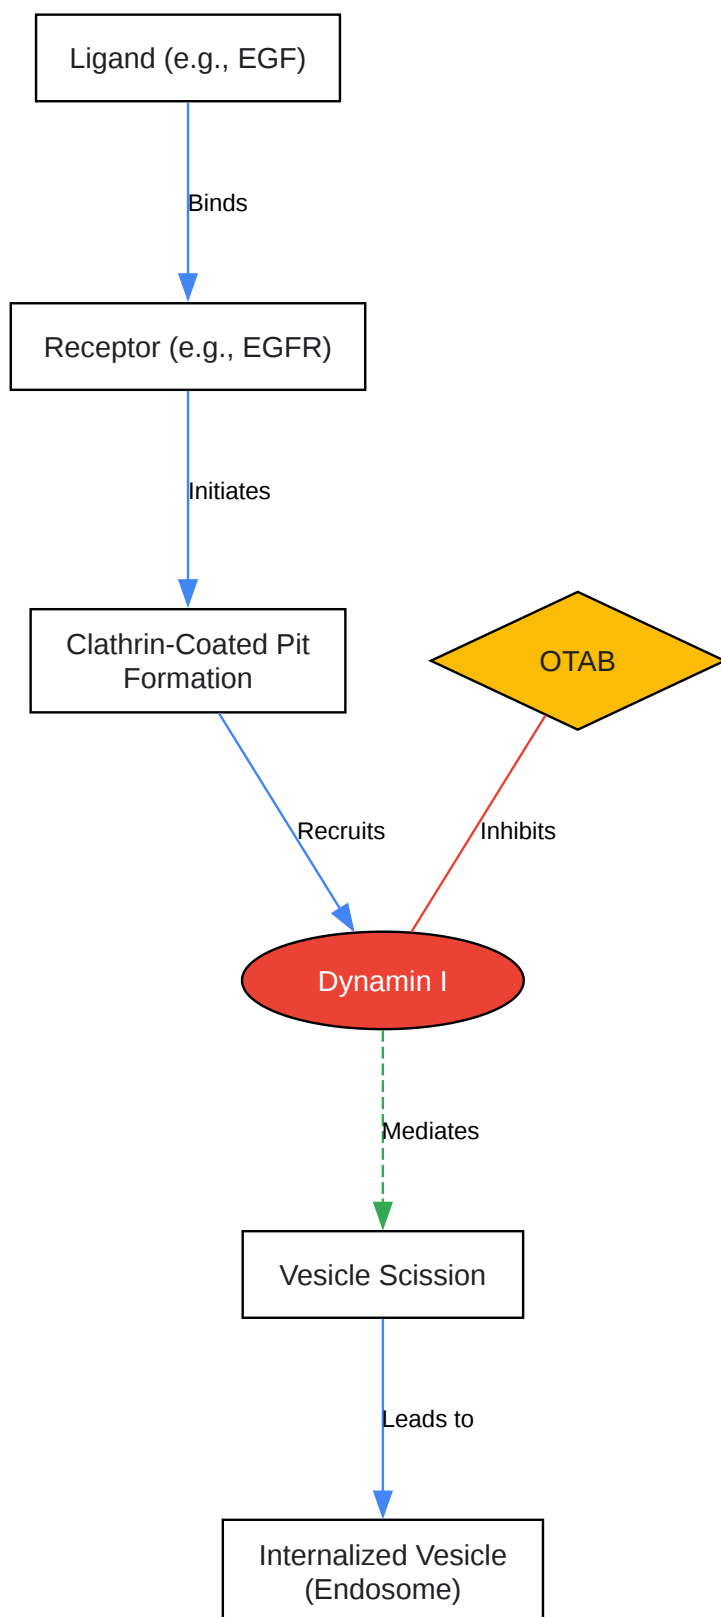 Ligand (e.g., EGF)
Binds
Receptor (e.g., EGFR)
Initiates
Clathrin-Coated Pit
Formation
OTAB
Recruits
Inhibits
Dynamin I
Mediates
Vesicle Scission
Leads to
Internalized Vesicle
(Endosome)